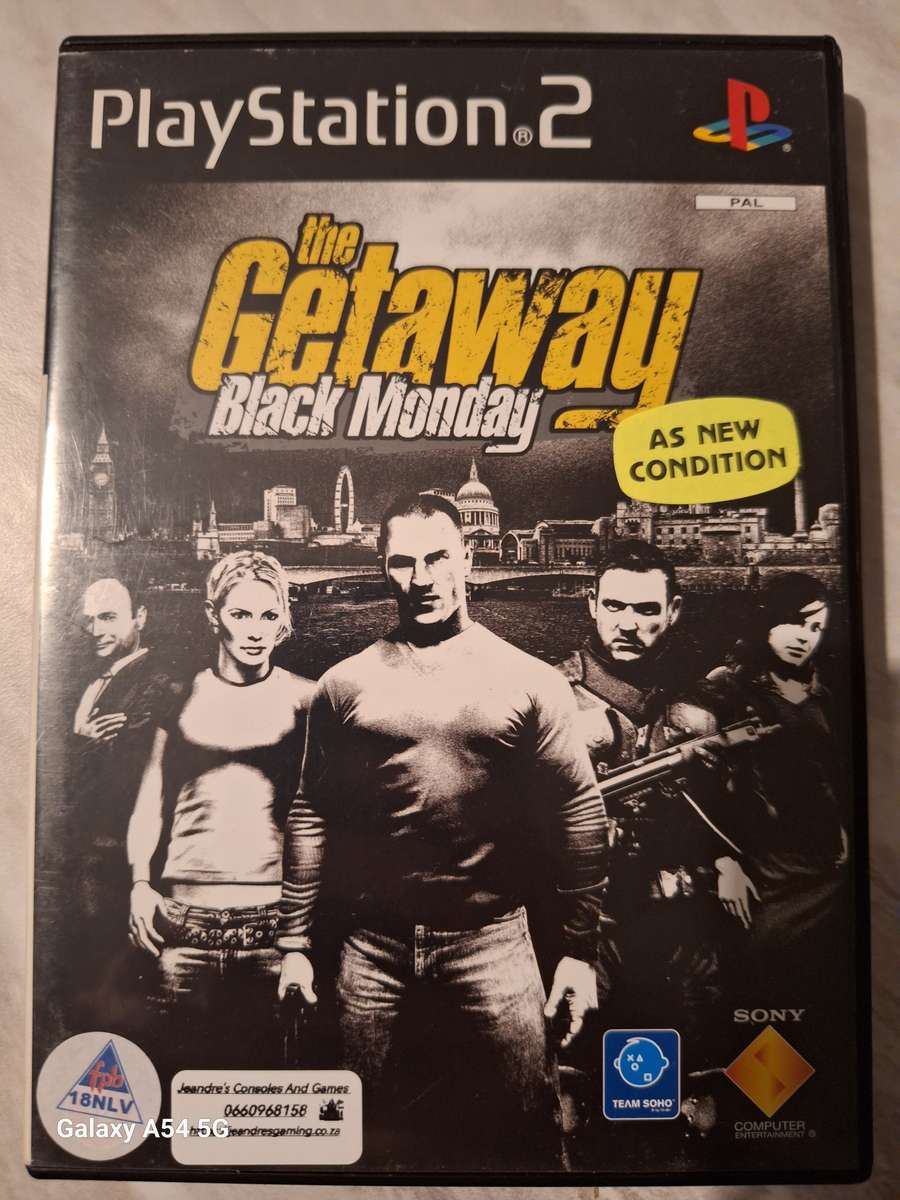 PlayStation®2
PAL
the
Getaway
Black Monday
AS NEW
CONDITION
SONY
fpb
18NLV
Jeandre's Consoles And Games
0660968158
jeandresgaming.co.za
TEAM SOHO
COMPUTER
ENTERTAINMENT ®
Galaxy A54 5G